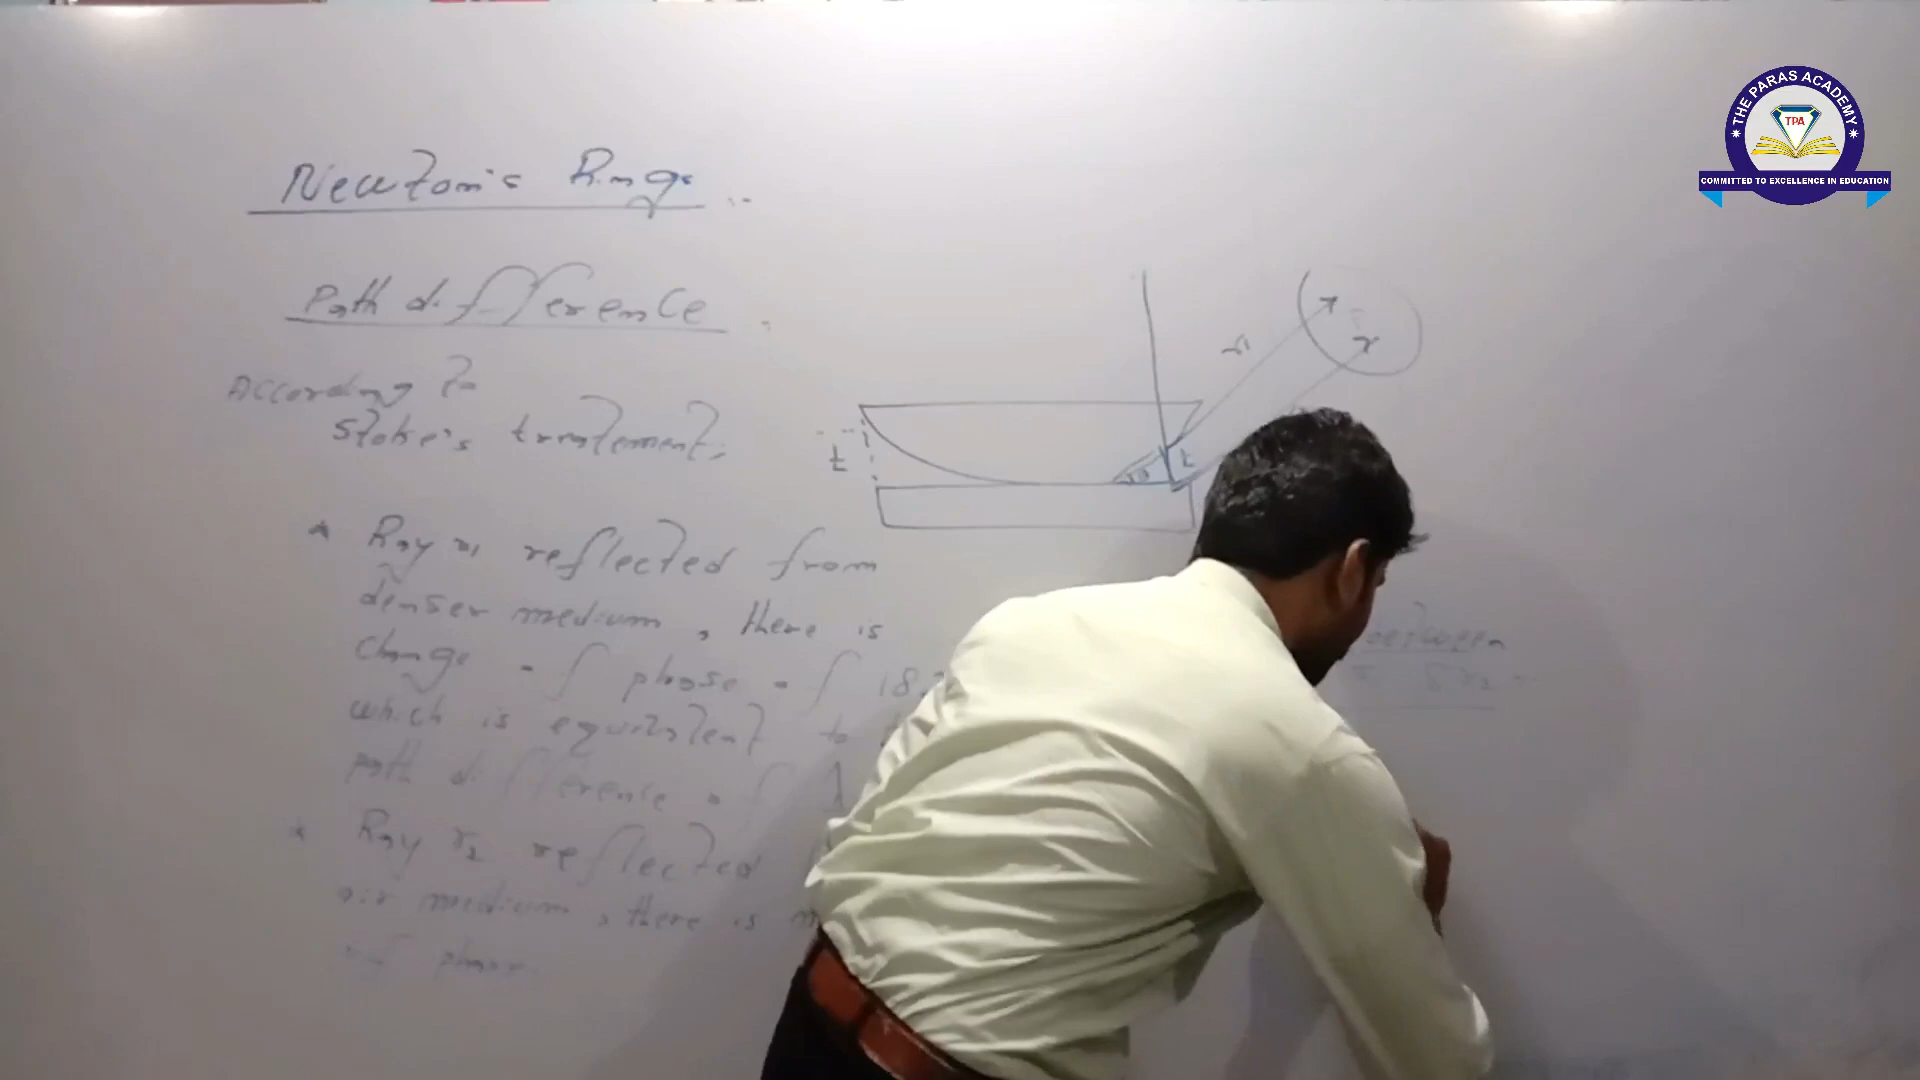 Newton's Rings :-
Path difference :
According to
Stoke's tratement,
* Ray r1 reflected from
denser medium, there is
change of phase of 18
which is equivalent to
path difference of λ
* Ray r2 reflected
air medium, there is
of phase
t
r1
t
between
r2
THE PARAS ACADEMY
TPA
COMMITTED TO EXCELLENCE IN EDUCATION